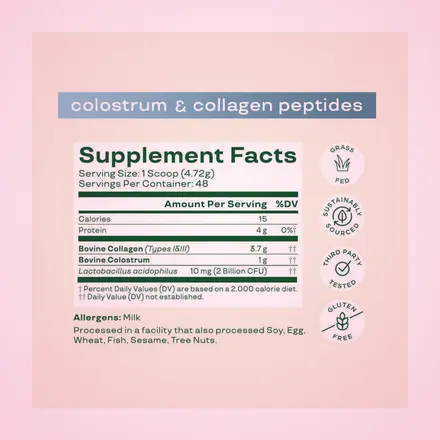 colostrum & collagen peptides
Supplement Facts
Serving Size: 1 Scoop (4.72g)
Servings Per Container: 48
Amount Per Serving %DV
Calories 15
Protein 4 g 0%†
Bovine Collagen (Types I&III) 3.7 g ††
Bovine Colostrum 1 g ††
Lactobacillus acidophilus 10 mg (2 Billion CFU) ††
† Percent Daily Values (DV) are based on a 2,000 calorie diet.
†† Daily Value (DV) not established.
Allergens: Milk
Processed in a facility that also processed Soy, Egg,
Wheat, Fish, Sesame, Tree Nuts.
GRASS
FED
SUSTAINABLY
SOURCED
THIRD PARTY
TESTED
GLUTEN
FREE